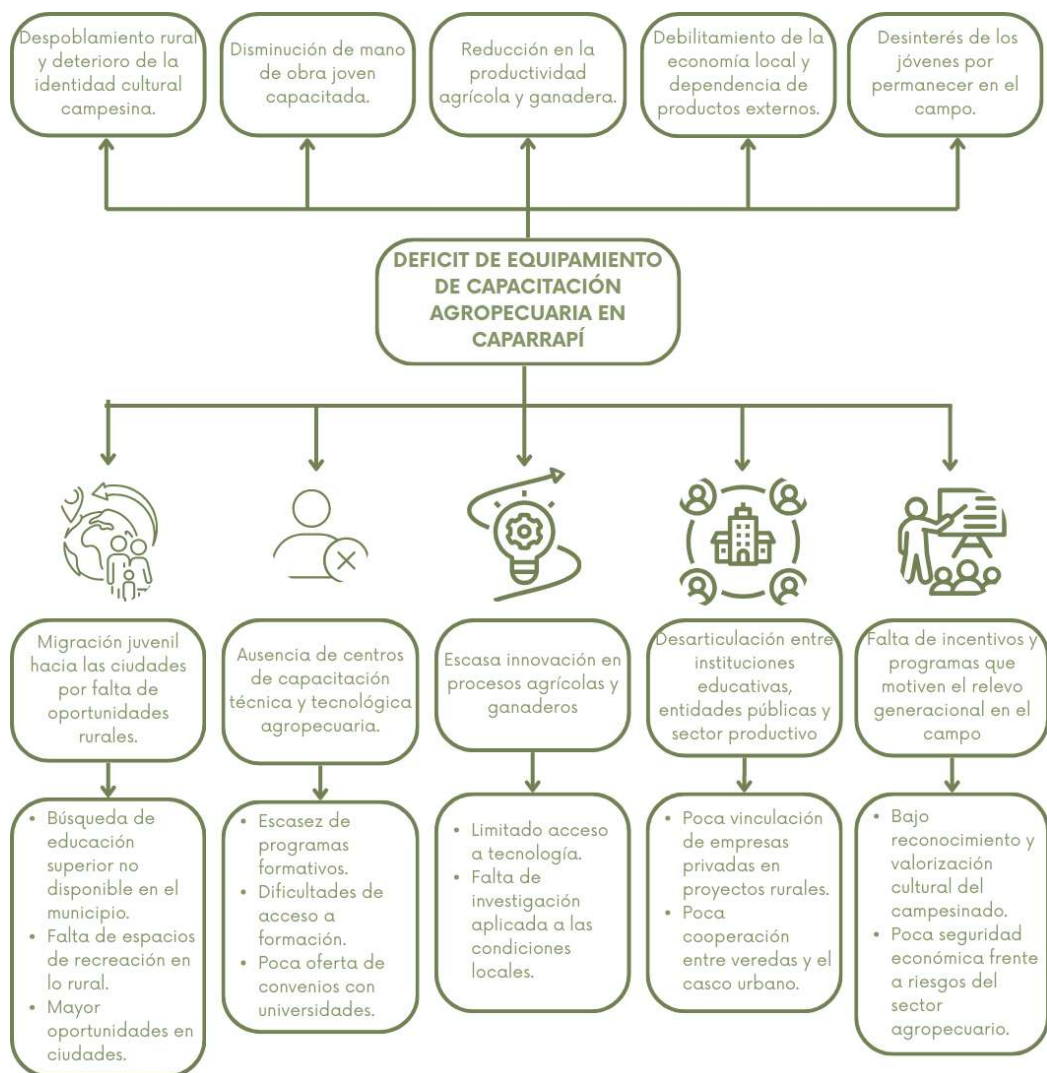 Despoblamiento rural
y deterioro de la
identidad cultural
campesina.
Disminución de mano
de obra joven
capacitada.
Reducción en la
productividad
agrícola y ganadera.
Debilitamiento de la
economía local y
dependencia de
productos externos.
Desinterés de los
jóvenes por
permanecer en el
campo.
DEFICIT DE EQUIPAMIENTO
DE CAPACITACIÓN
AGROPECUARIA EN
CAPARRAPÍ
Migración juvenil
hacia las ciudades
por falta de
oportunidades
rurales.
Ausencia de centros
de capacitación
técnica y tecnológica
agropecuaria.
Escasa innovación en
procesos agrícolas y
ganaderos
Desarticulación entre
instituciones
educativas,
entidades públicas y
sector productivo
Falta de incentivos y
programas que
motiven el relevo
generacional en el
campo
• Búsqueda de
educación
superior no
disponible en el
municipio.
• Falta de espacios
de recreación en
lo rural.
• Mayor
oportunidades en
ciudades.
• Escasez de
programas
formativos.
• Dificultades de
acceso a
formación.
• Poca oferta de
convenios con
universidades.
• Limitado acceso
a tecnología.
• Falta de
investigación
aplicada a las
condiciones
locales.
• Poca vinculación
de empresas
privadas en
proyectos rurales.
• Poca
cooperación
entre veredas y el
casco urbano.
• Bajo
reconocimiento y
valorización
cultural del
campesinado.
• Poca seguridad
económica frente
a riesgos del
sector
agropecuario.